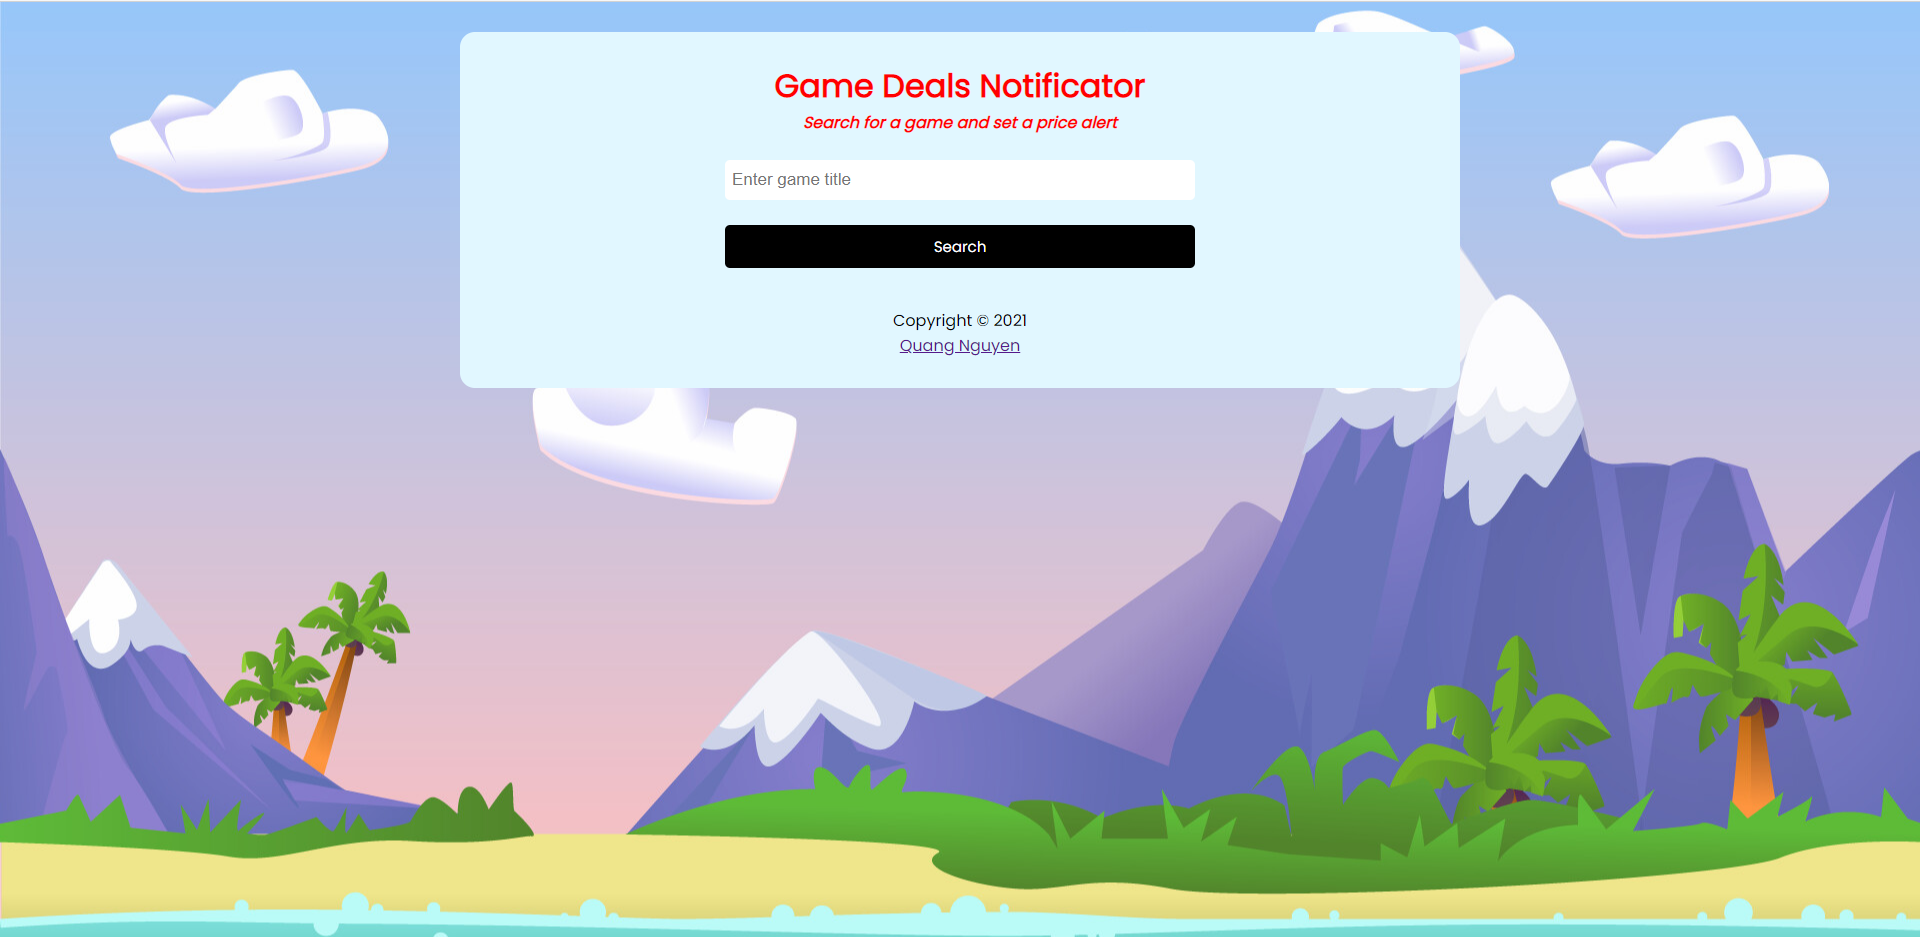 Game Deals Notificator
Search for a game and set a price alert
Enter game title
Search
Copyright © 2021
Quang Nguyen